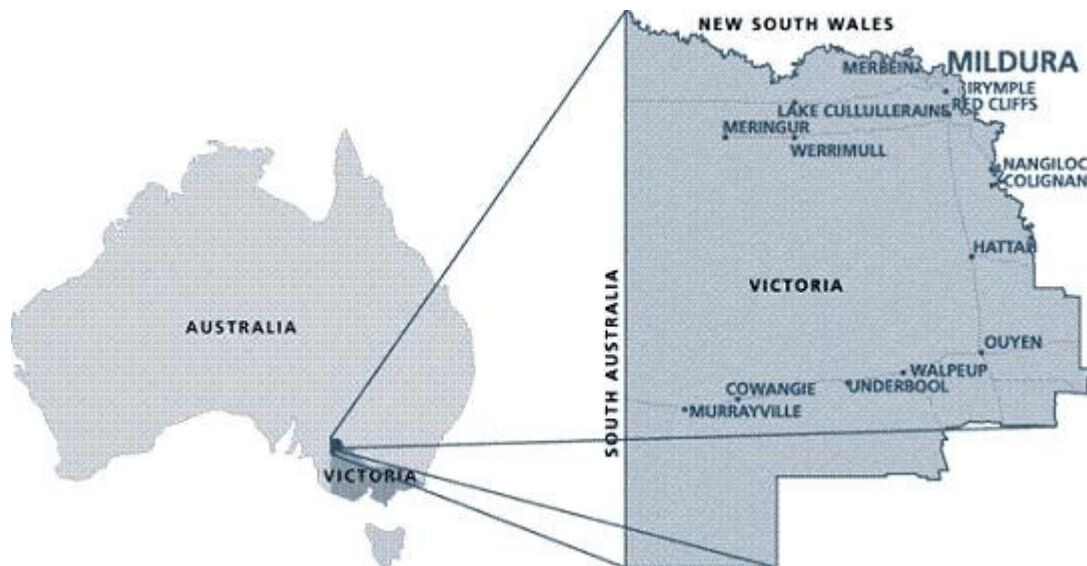 NEW SOUTH WALES
MERBEIN
MILDURA
IRYMPLE
LAKE CULLULLERAINE
RED CLIFFS
MERINGUR
WERRIMULL
NANGILOC
COLIGNAN
HATTAH
SOUTH AUSTRALIA
VICTORIA
AUSTRALIA
OUYEN
WALPEUP
COWANGIE
UNDERBOOL
MURRAYVILLE
VICTORIA